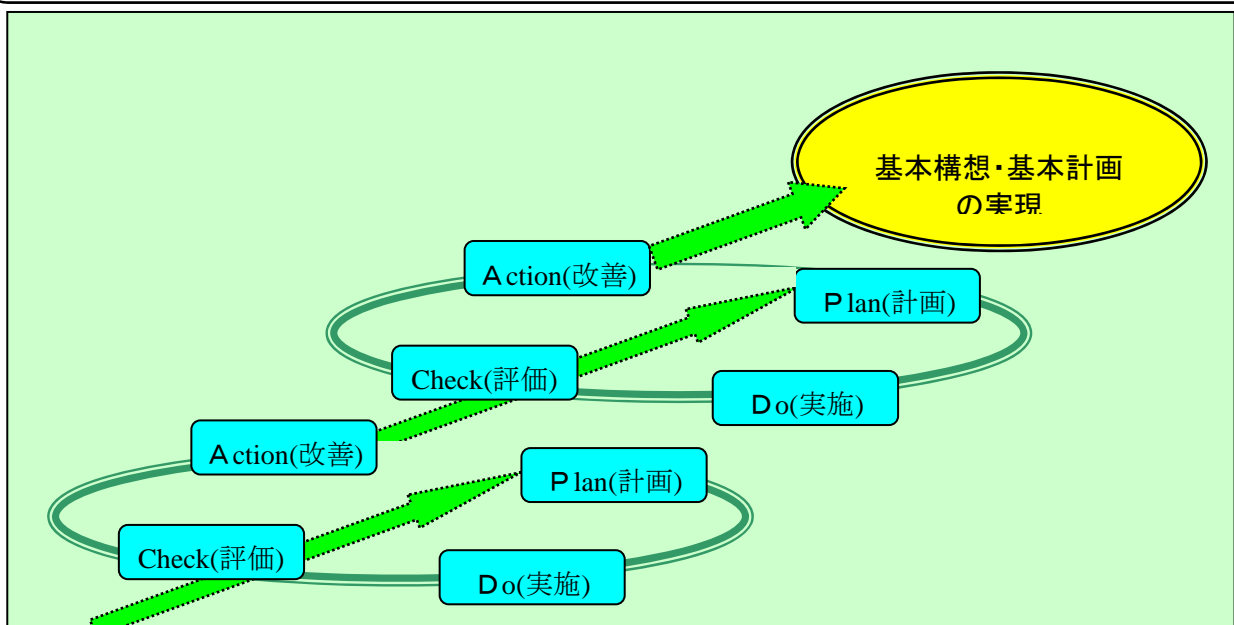 基本構想・基本計画
の実現
Ａction(改善)
Ｐlan(計画)
Check(評価)
Ｄo(実施)
Ａction(改善)
Ｐlan(計画)
Check(評価)
Ｄo(実施)